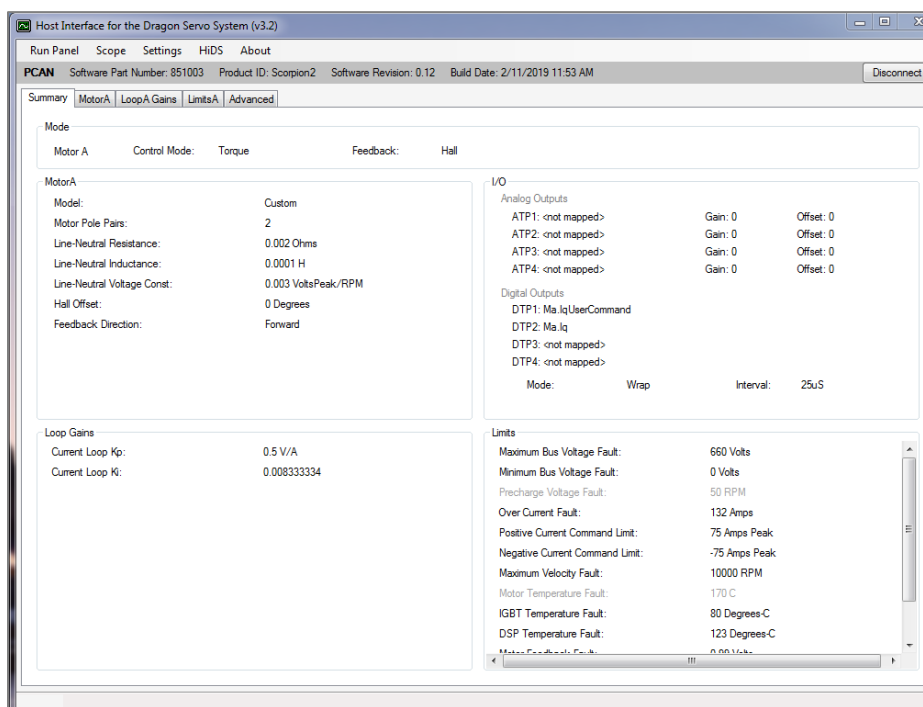 Host Interface for the Dragon Servo System (v3.2)
Run Panel Scope Settings HiDS About
PCAN Software Part Number: 851003 Product ID: Scorpion2 Software Revision: 0.12 Build Date: 2/11/2019 11:53 AM Disconnect
Summary MotorA LoopA Gains LimitsA Advanced
Mode
Motor A Control Mode: Torque Feedback: Hall
MotorA
Model: Custom
Motor Pole Pairs: 2
Line-Neutral Resistance: 0.002 Ohms
Line-Neutral Inductance: 0.0001 H
Line-Neutral Voltage Const: 0.003 VoltsPeak/RPM
Hall Offset: 0 Degrees
Feedback Direction: Forward
I/O
Analog Outputs
ATP1: <not mapped> Gain: 0 Offset: 0
ATP2: <not mapped> Gain: 0 Offset: 0
ATP3: <not mapped> Gain: 0 Offset: 0
ATP4: <not mapped> Gain: 0 Offset: 0
Digital Outputs
DTP1: Ma.IqUserCommand
DTP2: Ma.Iq
DTP3: <not mapped>
DTP4: <not mapped>
Mode: Wrap Interval: 25uS
Loop Gains
Current Loop Kp: 0.5 V/A
Current Loop Ki: 0.008333334
Limits
Maximum Bus Voltage Fault: 660 Volts
Minimum Bus Voltage Fault: 0 Volts
Precharge Voltage Fault: 50 RPM
Over Current Fault: 132 Amps
Positive Current Command Limit: 75 Amps Peak
Negative Current Command Limit: -75 Amps Peak
Maximum Velocity Fault: 10000 RPM
Motor Temperature Fault: 170 C
IGBT Temperature Fault: 80 Degrees-C
DSP Temperature Fault: 123 Degrees-C
Motor Feedback Fault: 0.99 Volts